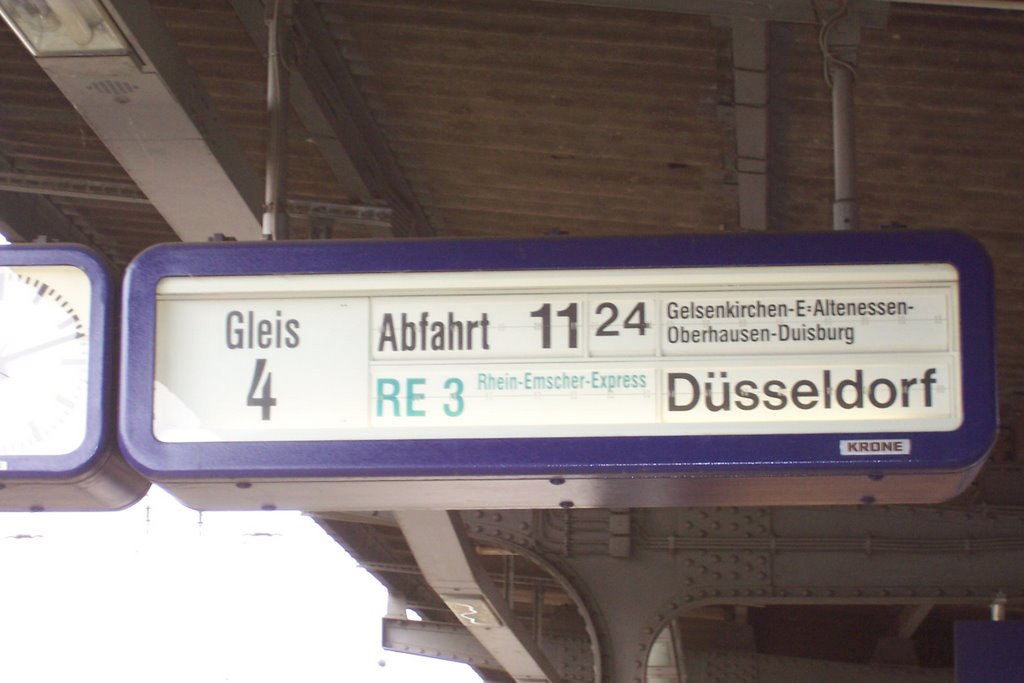 Gleis
4
Abfahrt 11 24
Gelsenkirchen-E=Altenessen-
Oberhausen-Duisburg
RE 3 Rhein-Emscher-Express
Düsseldorf
KRONE